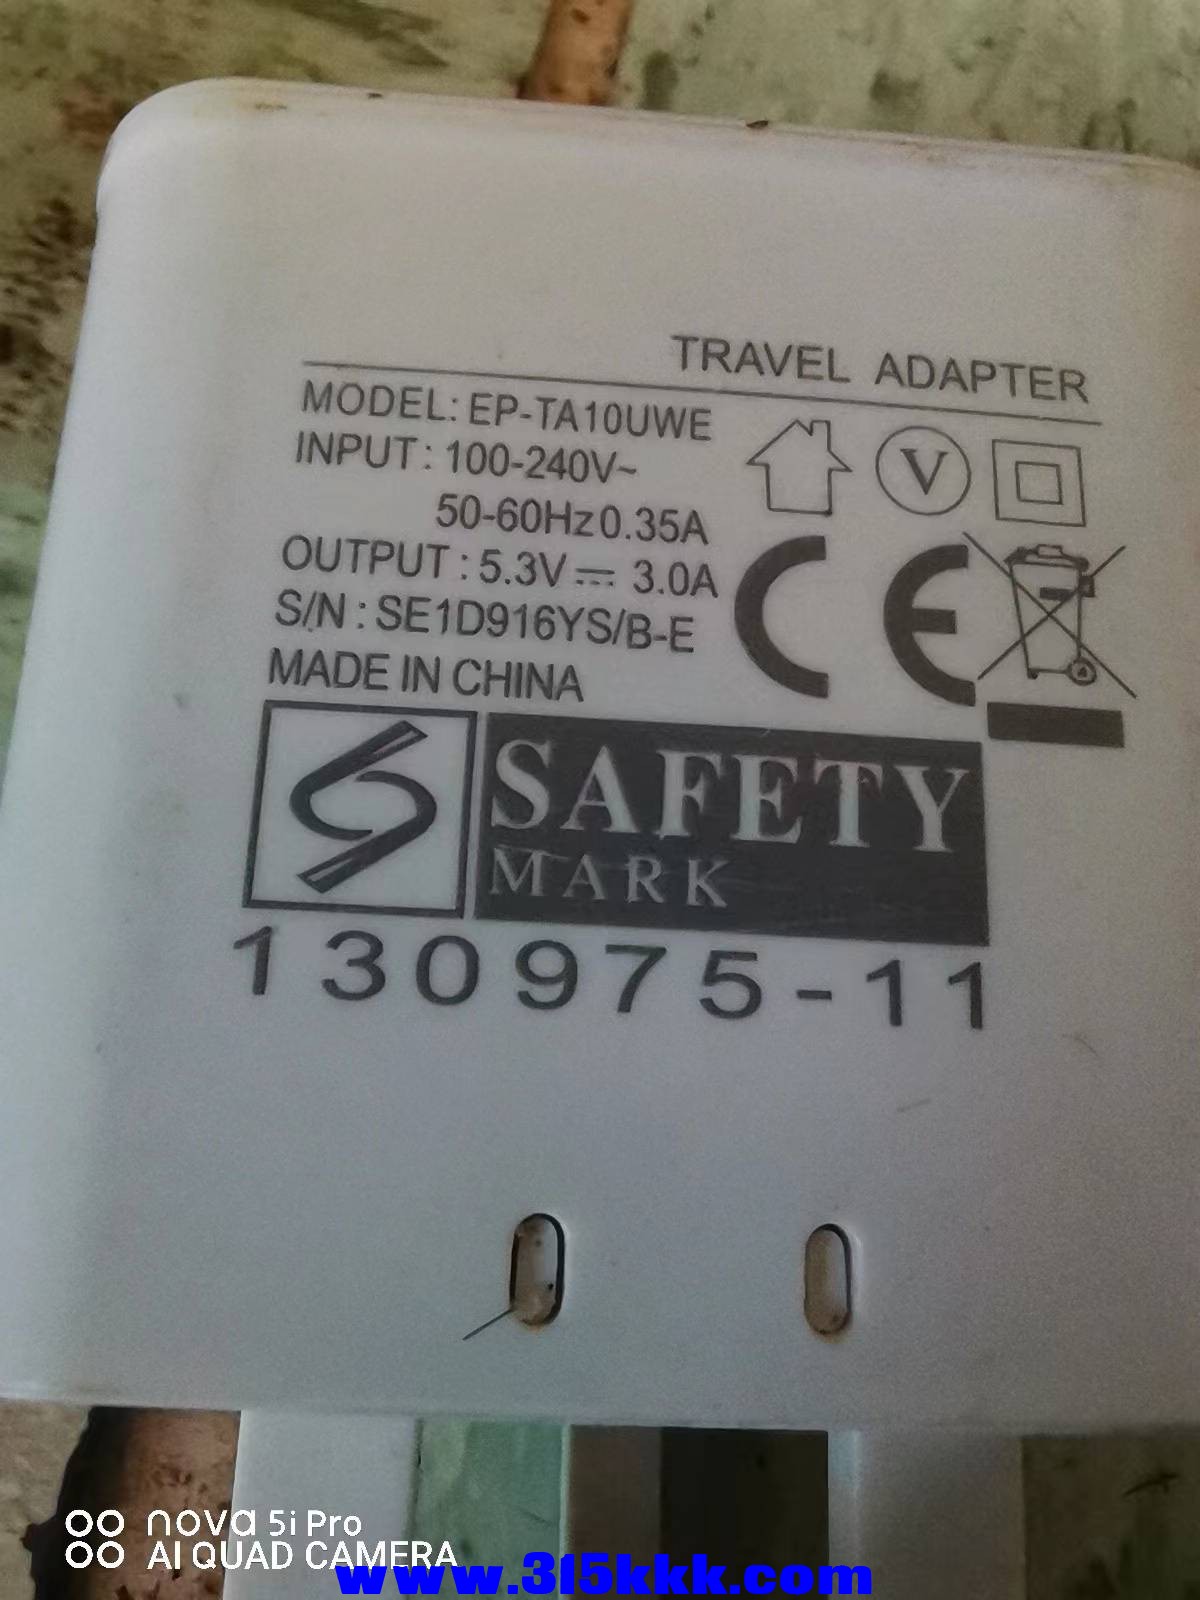 TRAVEL ADAPTER
MODEL: EP-TA10UWE
INPUT: 100-240V~
50-60Hz 0.35A
OUTPUT: 5.3V⎓ 3.0A
S/N: SE1D916YS/B-E
MADE IN CHINA
V
CE
SAFETY
MARK
130975-11
nova 5i Pro
AI QUAD CAMERA
www.315kkk.com